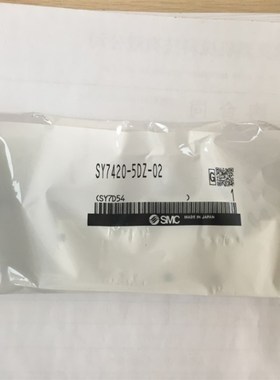 SY7420-5DZ-02
G
(SY7D54 ) 1
SMC MADE IN JAPAN